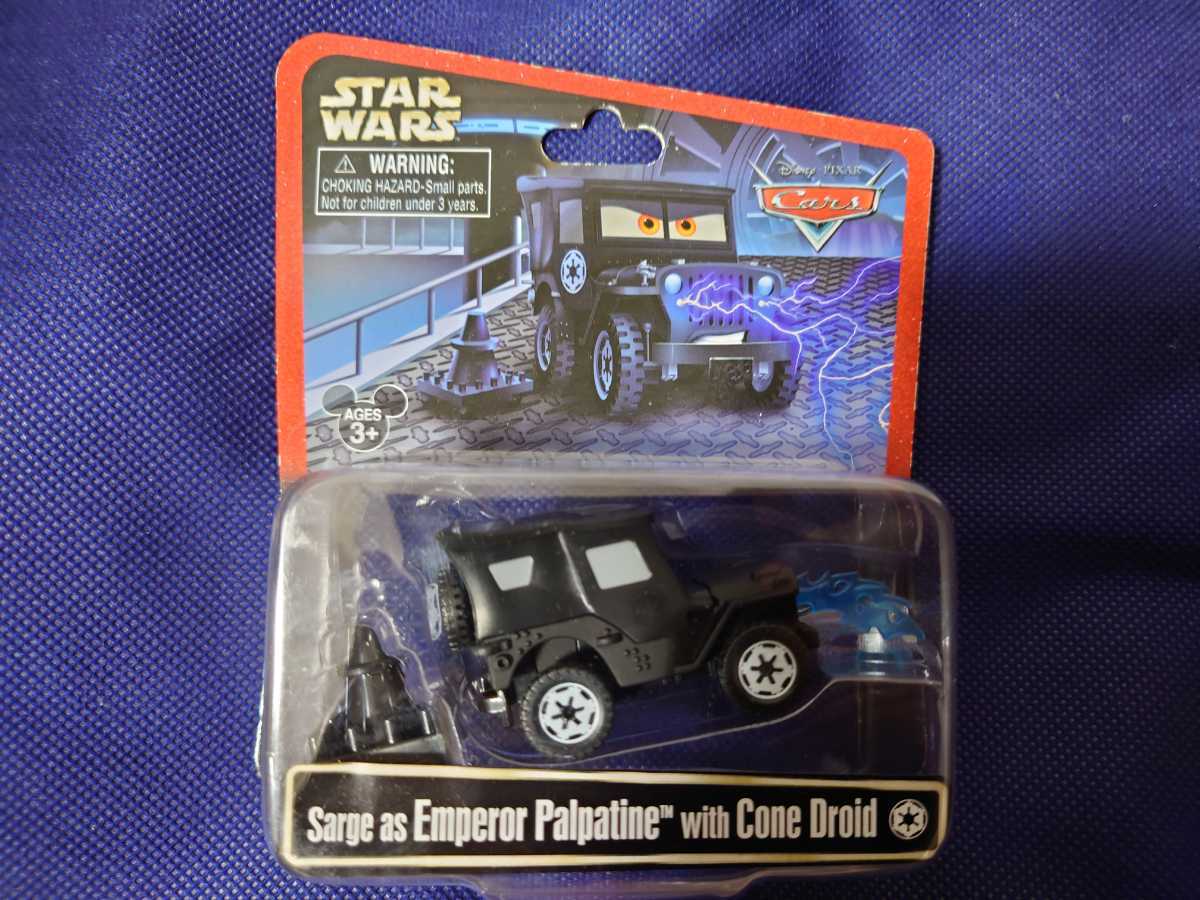 STAR
WARS
WARNING:
CHOKING HAZARD-Small parts.
Not for children under 3 years.
Disney PIXAR
Cars
AGES
3+
Sarge as Emperor Palpatine™ with Cone Droid